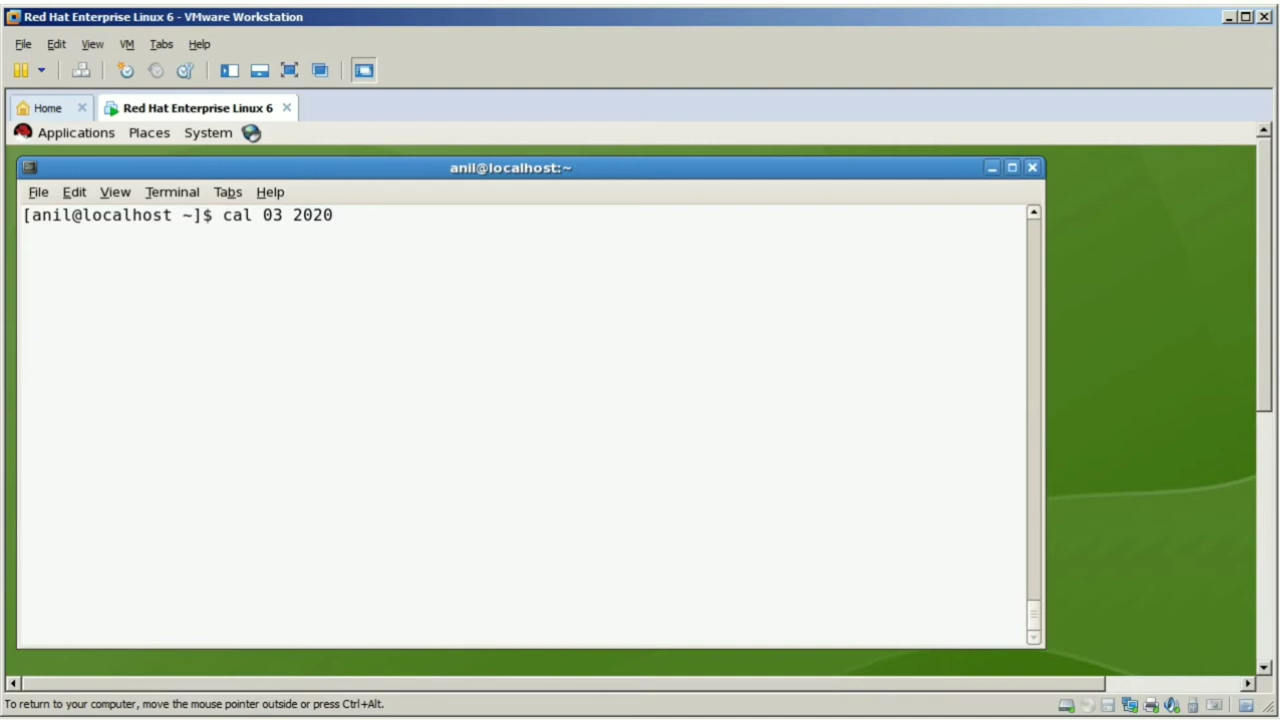 Red Hat Enterprise Linux 6 - VMware Workstation
File Edit View VM Tabs Help
Home Red Hat Enterprise Linux 6
Applications Places System
anil@localhost:~
File Edit View Terminal Tabs Help
[anil@localhost ~]$ cal 03 2020
To return to your computer, move the mouse pointer outside or press Ctrl+Alt.